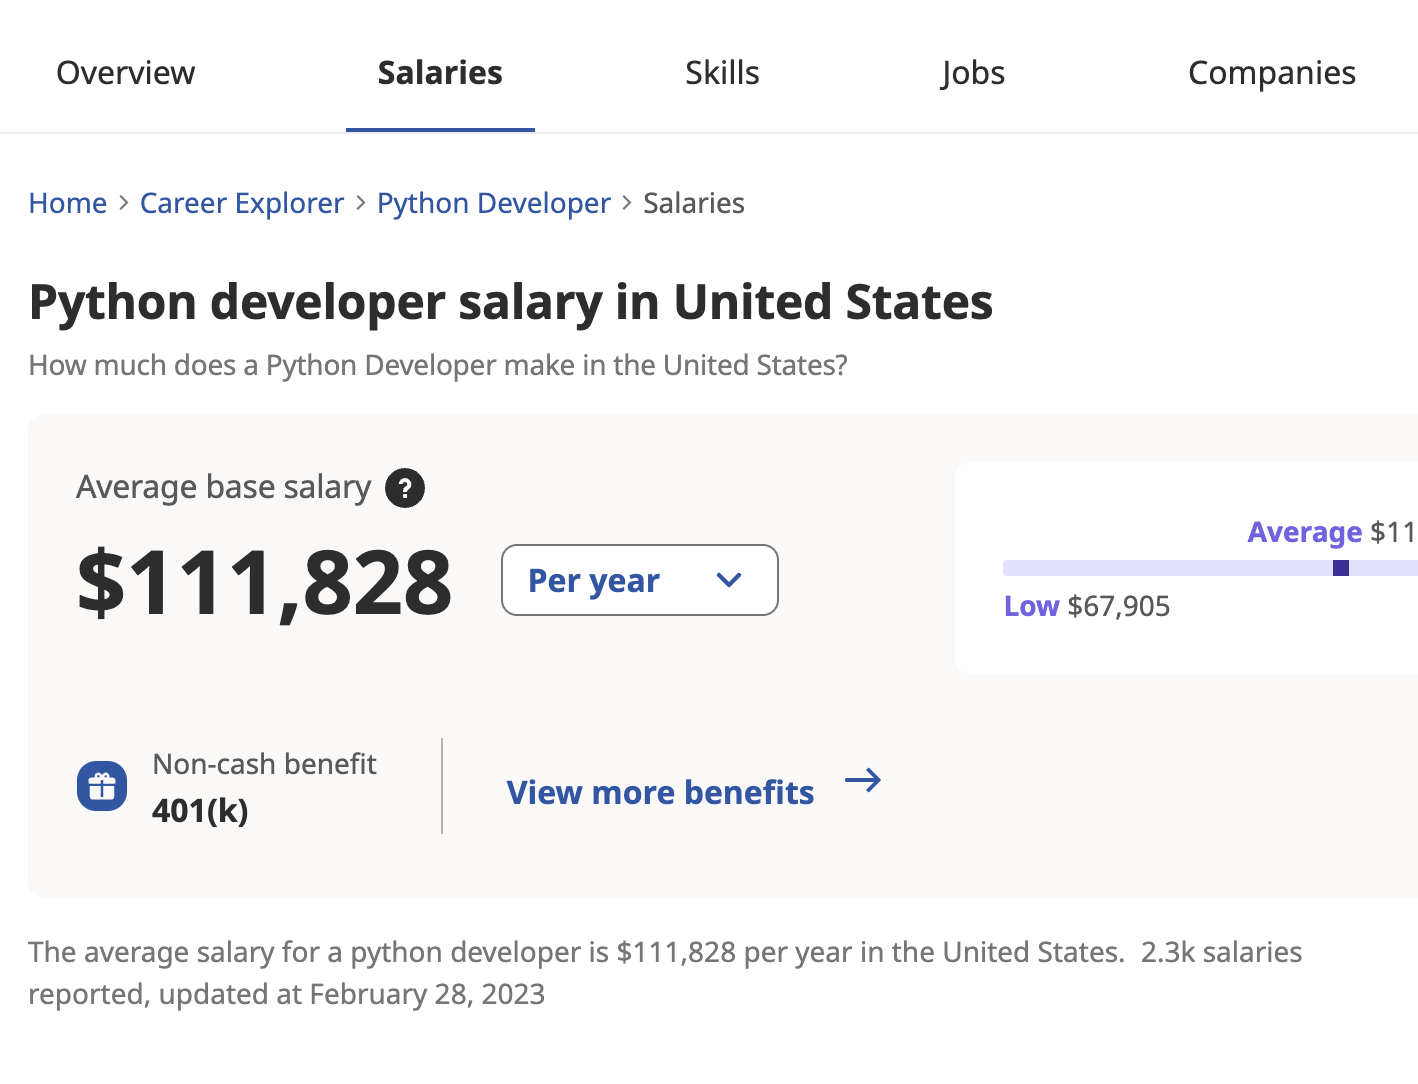 Overview Salaries Skills Jobs Companies
Home > Career Explorer > Python Developer > Salaries
Python developer salary in United States
How much does a Python Developer make in the United States?
Average base salary ?
$111,828 Per year
Average $11
Low $67,905
Non-cash benefit
401(k)
View more benefits →
The average salary for a python developer is $111,828 per year in the United States. 2.3k salaries
reported, updated at February 28, 2023